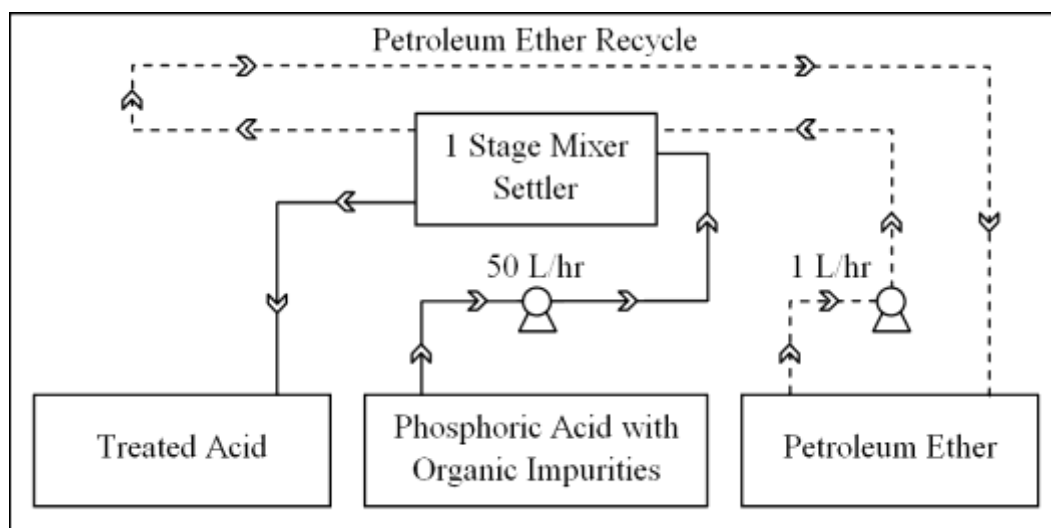 Petroleum Ether Recycle
1 Stage Mixer
Settler
50 L/hr
1 L/hr
Treated Acid
Phosphoric Acid with
Organic Impurities
Petroleum Ether